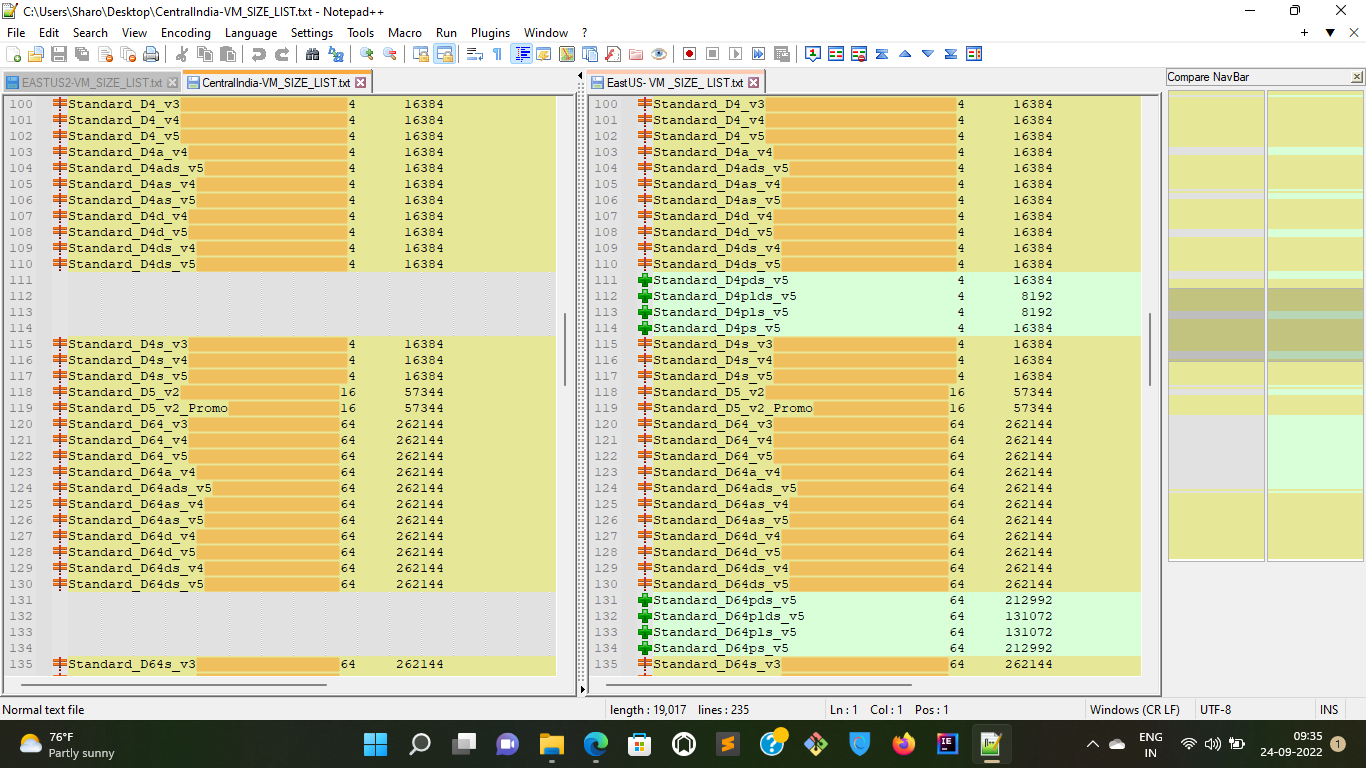 C:\Users\Sharo\Desktop\CentralIndia-VM_SIZE_LIST.txt - Notepad++
File Edit Search View Encoding Language Settings Tools Macro Run Plugins Window ?
EASTUS2-VM_SIZE_LIST.txt CentralIndia-VM_SIZE_LIST.txt
100 Standard_D4_v3 4 16384
101 Standard_D4_v4 4 16384
102 Standard_D4_v5 4 16384
103 Standard_D4a_v4 4 16384
104 Standard_D4ads_v5 4 16384
105 Standard_D4as_v4 4 16384
106 Standard_D4as_v5 4 16384
107 Standard_D4d_v4 4 16384
108 Standard_D4d_v5 4 16384
109 Standard_D4ds_v4 4 16384
110 Standard_D4ds_v5 4 16384
111
112
113
114
115 Standard_D4s_v3 4 16384
116 Standard_D4s_v4 4 16384
117 Standard_D4s_v5 4 16384
118 Standard_D5_v2 16 57344
119 Standard_D5_v2_Promo 16 57344
120 Standard_D64_v3 64 262144
121 Standard_D64_v4 64 262144
122 Standard_D64_v5 64 262144
123 Standard_D64a_v4 64 262144
124 Standard_D64ads_v5 64 262144
125 Standard_D64as_v4 64 262144
126 Standard_D64as_v5 64 262144
127 Standard_D64d_v4 64 262144
128 Standard_D64d_v5 64 262144
129 Standard_D64ds_v4 64 262144
130 Standard_D64ds_v5 64 262144
131
132
133
134
135 Standard_D64s_v3 64 262144
EastUS- VM _SIZE_ LIST.txt
100 Standard_D4_v3 4 16384
101 Standard_D4_v4 4 16384
102 Standard_D4_v5 4 16384
103 Standard_D4a_v4 4 16384
104 Standard_D4ads_v5 4 16384
105 Standard_D4as_v4 4 16384
106 Standard_D4as_v5 4 16384
107 Standard_D4d_v4 4 16384
108 Standard_D4d_v5 4 16384
109 Standard_D4ds_v4 4 16384
110 Standard_D4ds_v5 4 16384
111 Standard_D4pds_v5 4 16384
112 Standard_D4plds_v5 4 8192
113 Standard_D4pls_v5 4 8192
114 Standard_D4ps_v5 4 16384
115 Standard_D4s_v3 4 16384
116 Standard_D4s_v4 4 16384
117 Standard_D4s_v5 4 16384
118 Standard_D5_v2 16 57344
119 Standard_D5_v2_Promo 16 57344
120 Standard_D64_v3 64 262144
121 Standard_D64_v4 64 262144
122 Standard_D64_v5 64 262144
123 Standard_D64a_v4 64 262144
124 Standard_D64ads_v5 64 262144
125 Standard_D64as_v4 64 262144
126 Standard_D64as_v5 64 262144
127 Standard_D64d_v4 64 262144
128 Standard_D64d_v5 64 262144
129 Standard_D64ds_v4 64 262144
130 Standard_D64ds_v5 64 262144
131 Standard_D64pds_v5 64 212992
132 Standard_D64plds_v5 64 131072
133 Standard_D64pls_v5 64 131072
134 Standard_D64ps_v5 64 212992
135 Standard_D64s_v3 64 262144
Compare NavBar
Normal text file length : 19,017 lines : 235 Ln : 1 Col : 1 Pos : 1 Windows (CR LF) UTF-8 INS
76°F
Partly sunny
ENG
IN
09:35
24-09-2022
1